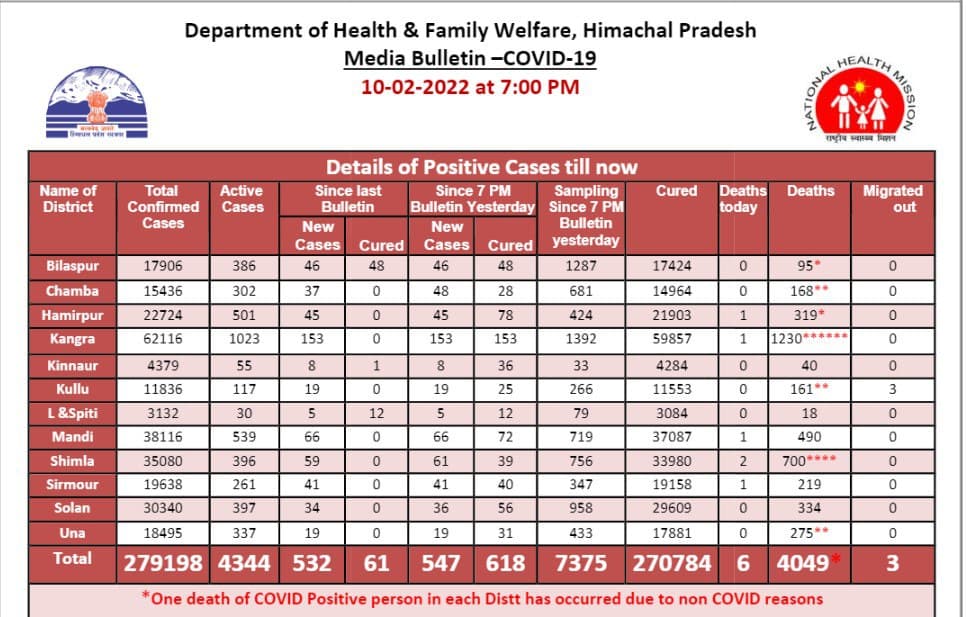 Department of Health & Family Welfare, Himachal Pradesh
Media Bulletin –COVID-19
10-02-2022 at 7:00 PM
NATIONAL HEALTH MISSION
राष्ट्रीय स्वास्थ्य मिशन
Details of Positive Cases till now
Name of District Total Confirmed Cases Active Cases Since last Bulletin Since 7 PM Bulletin Yesterday Sampling Since 7 PM Bulletin yesterday Cured Deaths today Deaths Migrated out
New Cases Cured New Cases Cured
Bilaspur 17906 386 46 48 46 48 1287 17424 0 95* 0
Chamba 15436 302 37 0 48 28 681 14964 0 168** 0
Hamirpur 22724 501 45 0 45 78 424 21903 1 319* 0
Kangra 62116 1023 153 0 153 153 1392 59857 1 1230****** 0
Kinnaur 4379 55 8 1 8 36 33 4284 0 40 0
Kullu 11836 117 19 0 19 25 266 11553 0 161** 3
L &Spiti 3132 30 5 12 5 12 79 3084 0 18 0
Mandi 38116 539 66 0 66 72 719 37087 1 490 0
Shimla 35080 396 59 0 61 39 756 33980 2 700**** 0
Sirmour 19638 261 41 0 41 40 347 19158 1 219 0
Solan 30340 397 34 0 36 56 958 29609 0 334 0
Una 18495 337 19 0 19 31 433 17881 0 275** 0
Total 279198 4344 532 61 547 618 7375 270784 6 4049* 3
*One death of COVID Positive person in each Distt has occurred due to non COVID reasons